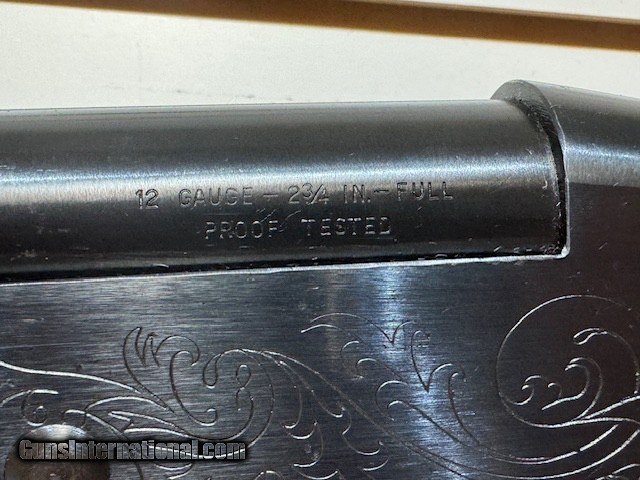 12 GAUGE - 2¾ IN. - FULL
PROOF TESTED
GunsInternational.com